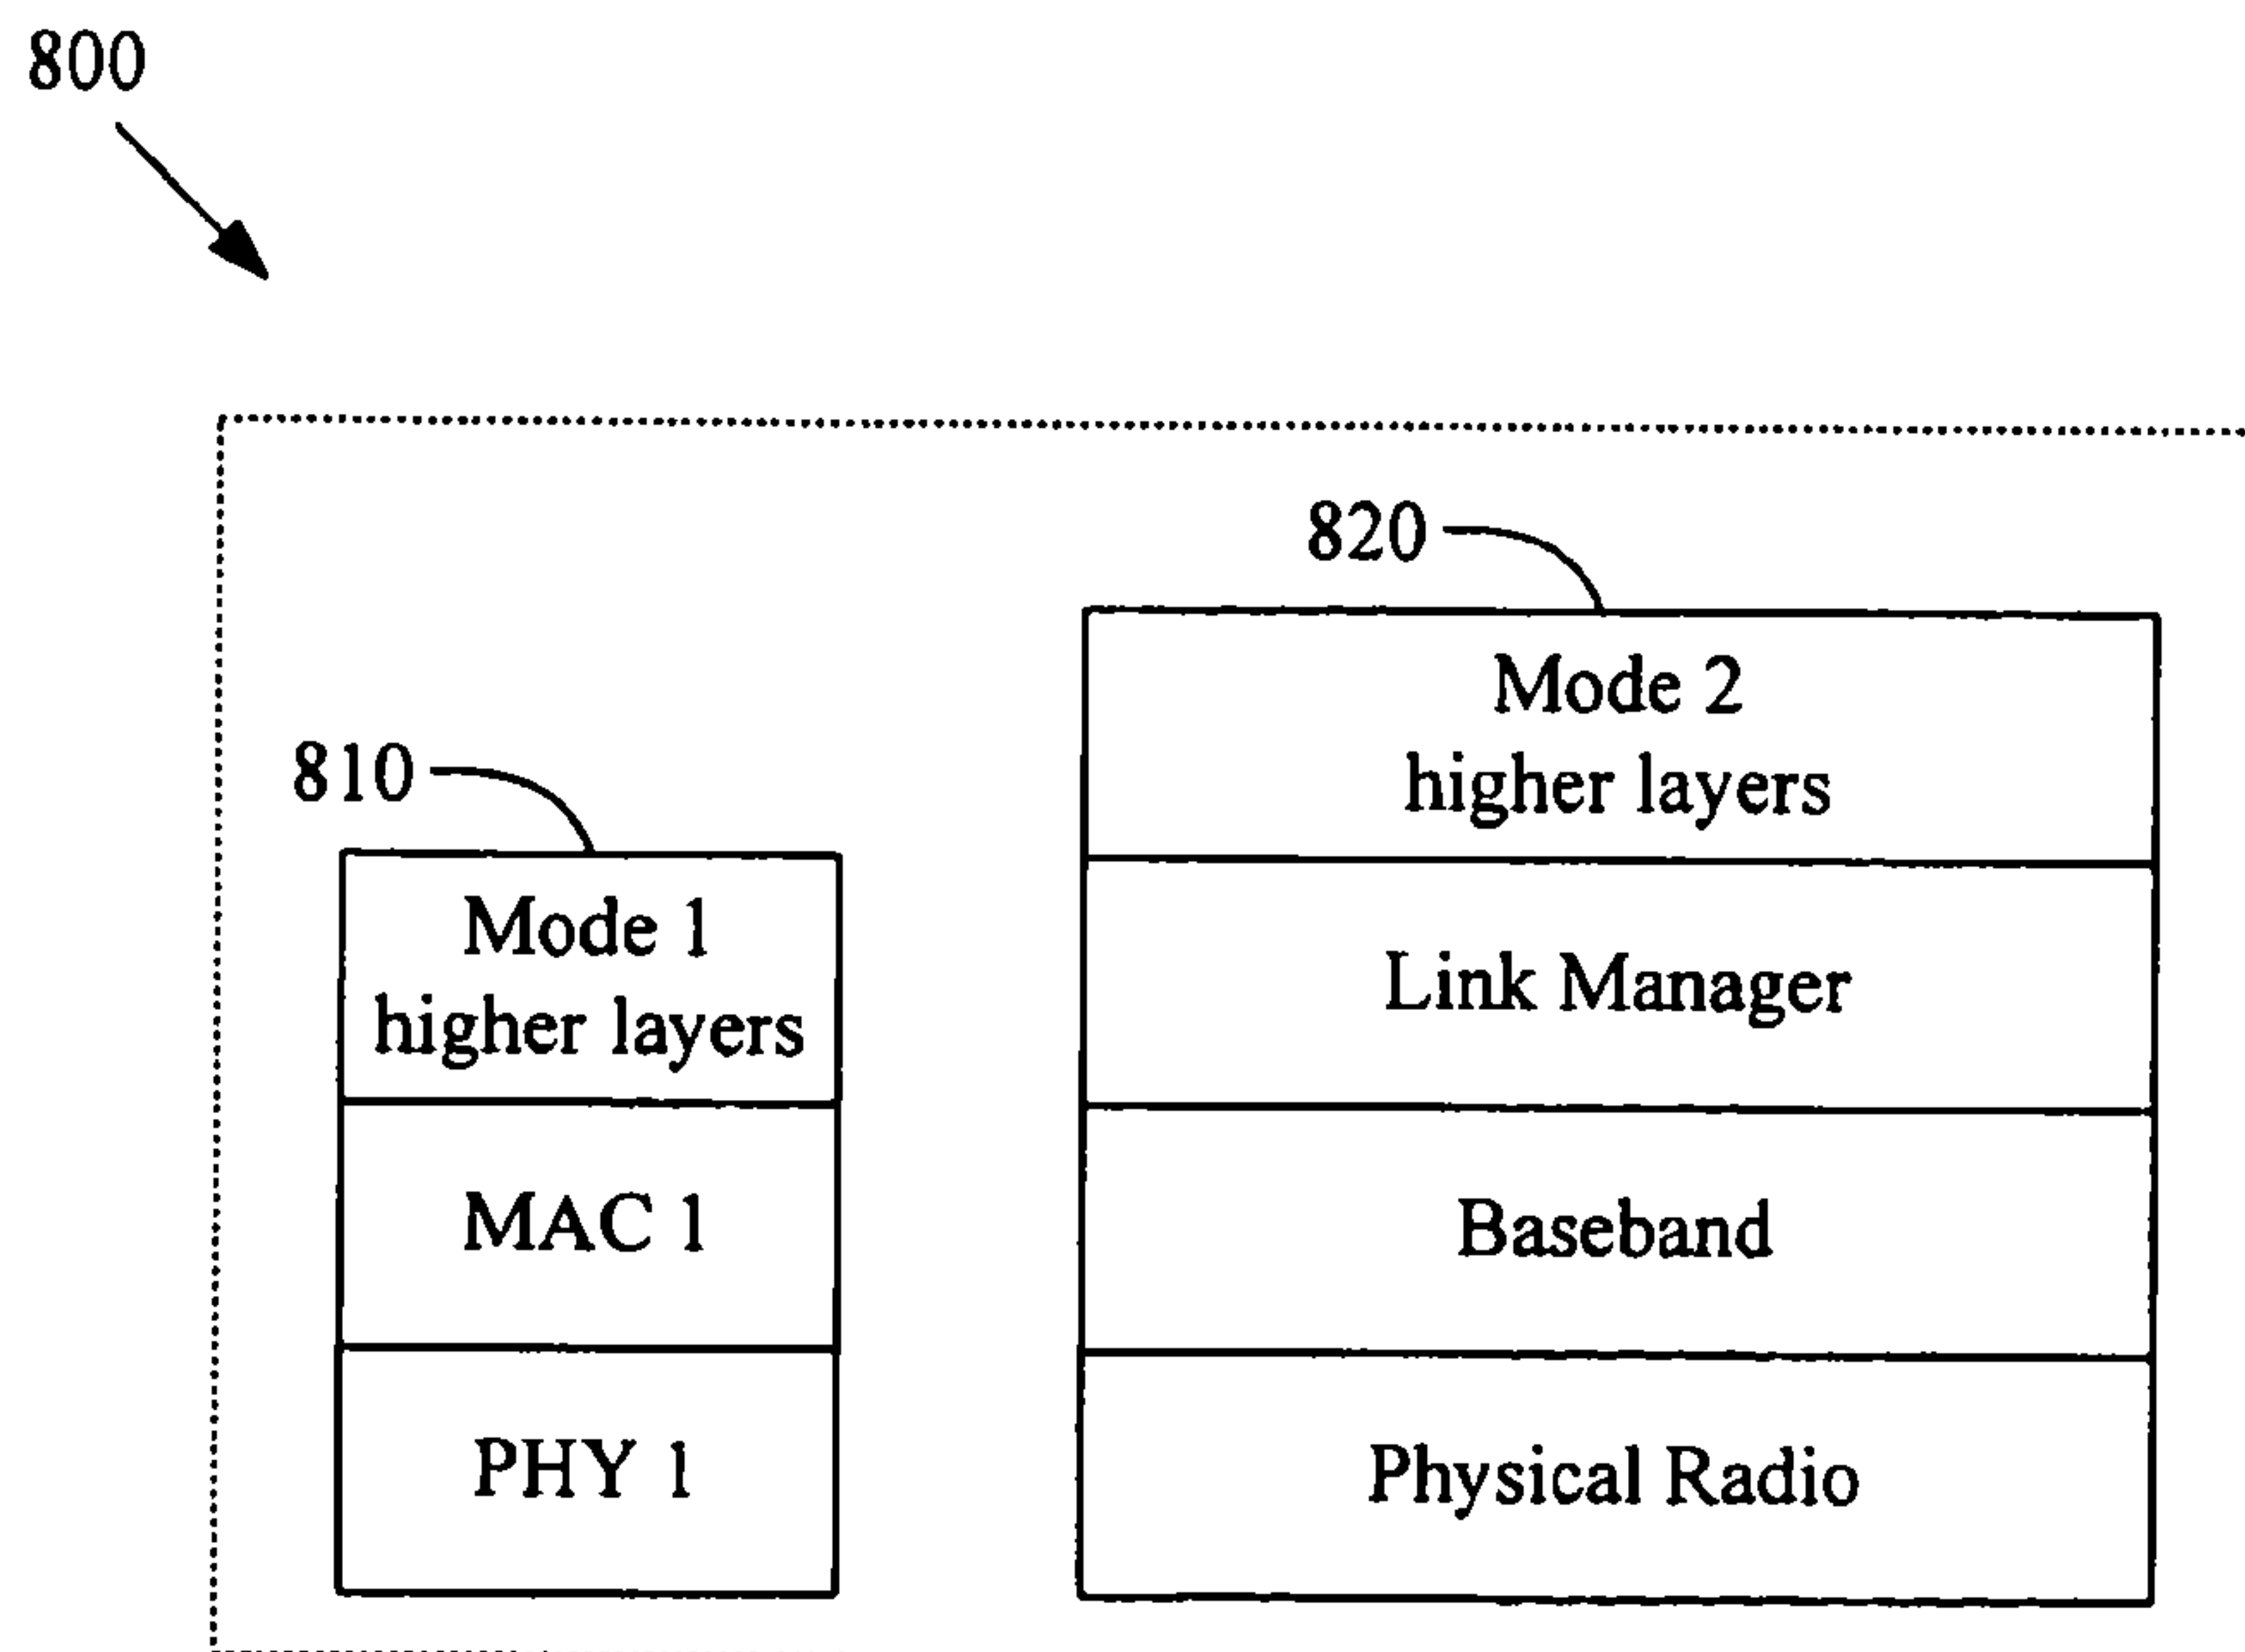 800
820
Mode 2
higher layers
810
Mode 1
higher layers
Link Manager
MAC 1
Baseband
PHY 1
Physical Radio